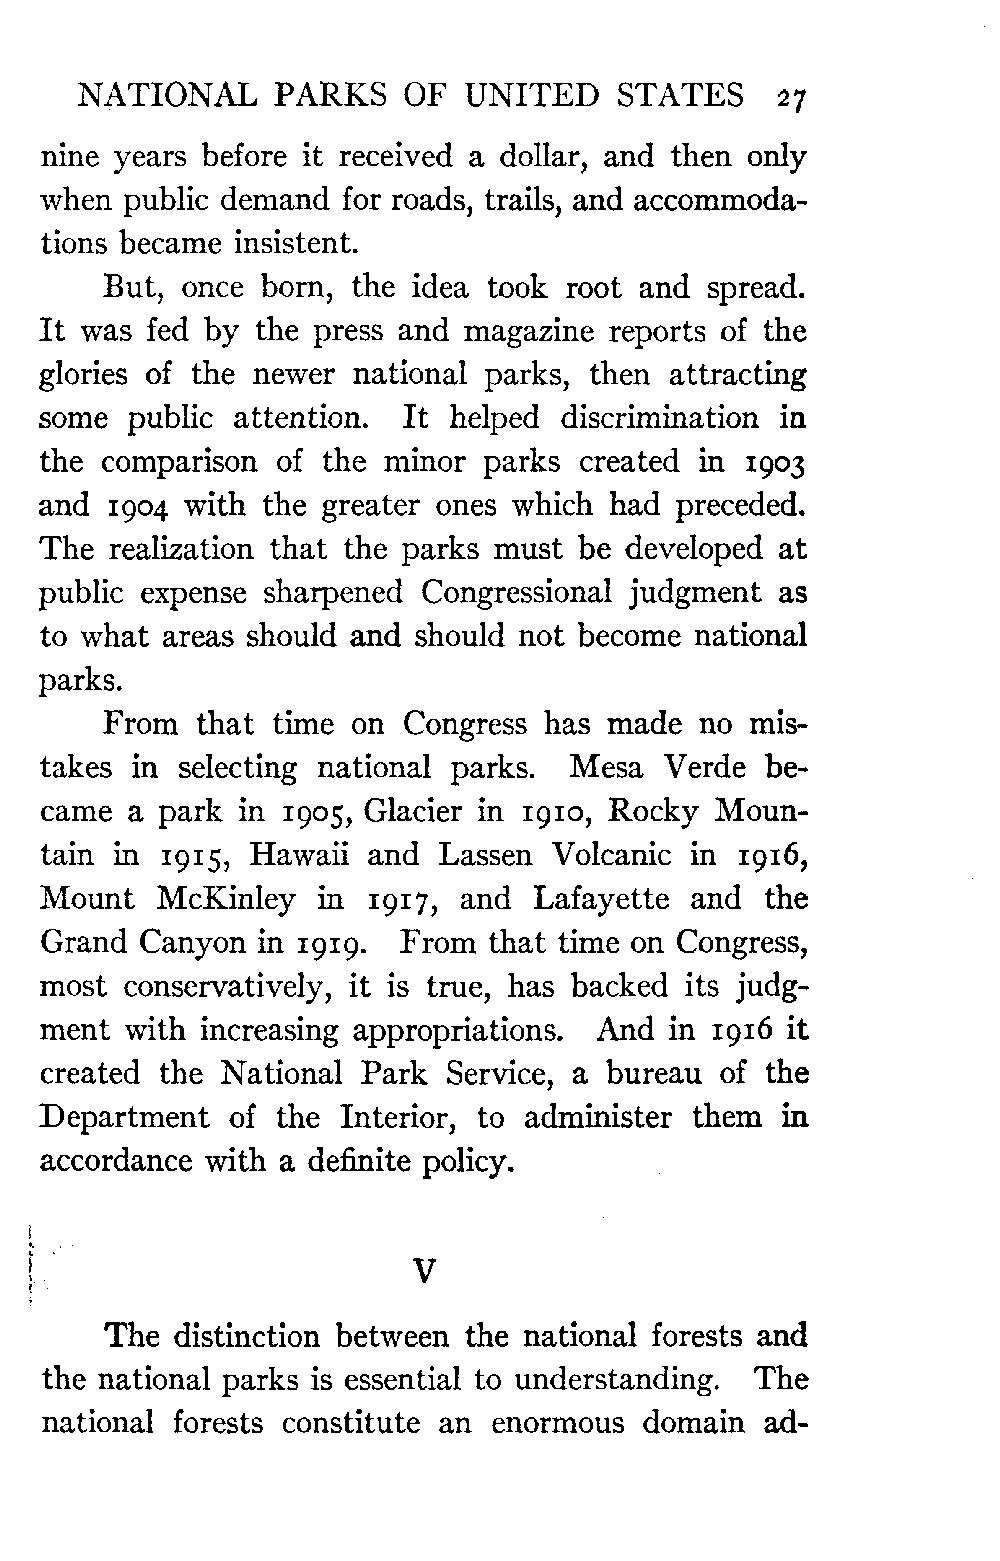 NATIONAL PARKS OF UNITED STATES 27
nine years before it received a dollar, and then only
when public demand for roads, trails, and accommoda-
tions became insistent.
But, once born, the idea took root and spread.
It was fed by the press and magazine reports of the
glories of the newer national parks, then attracting
some public attention. It helped discrimination in
the comparison of the minor parks created in 1903
and 1904 with the greater ones which had preceded.
The realization that the parks must be developed at
public expense sharpened Congressional judgment as
to what areas should and should not become national
parks.
From that time on Congress has made no mis-
takes in selecting national parks. Mesa Verde be-
came a park in 1905, Glacier in 1910, Rocky Moun-
tain in 1915, Hawaii and Lassen Volcanic in 1916,
Mount McKinley in 1917, and Lafayette and the
Grand Canyon in 1919. From that time on Congress,
most conservatively, it is true, has backed its judg-
ment with increasing appropriations. And in 1916 it
created the National Park Service, a bureau of the
Department of the Interior, to administer them in
accordance with a definite policy.
V
The distinction between the national forests and
the national parks is essential to understanding. The
national forests constitute an enormous domain ad-